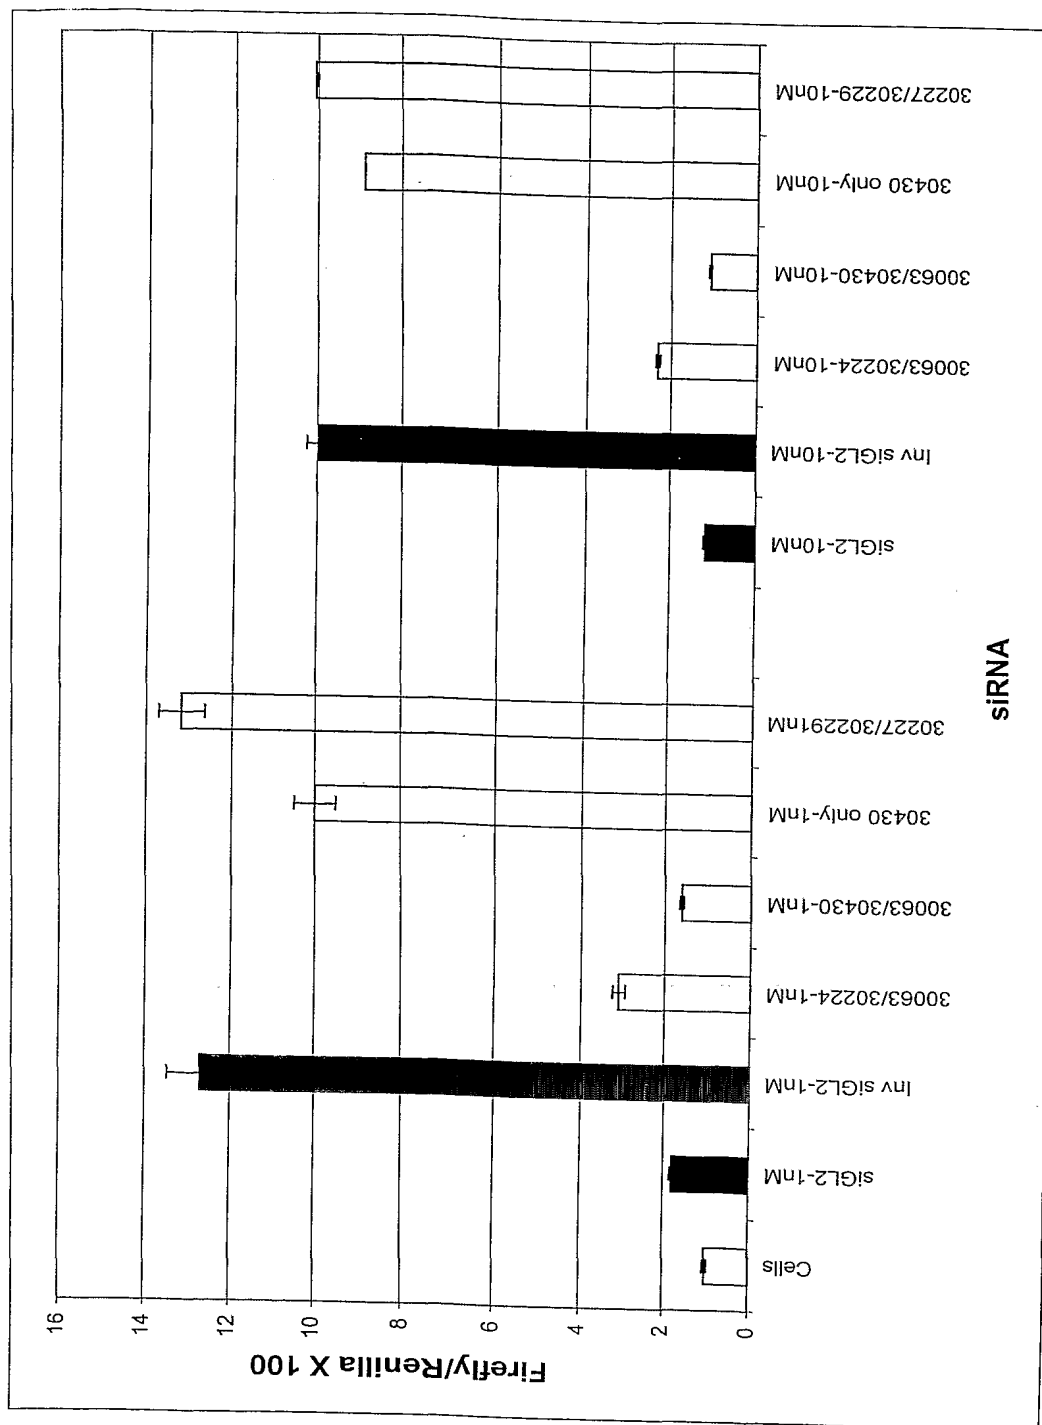 Firefly/Renilla X 100
16
14
12
10
8
6
4
2
0
Cells
siGL2-1nM
Inv siGL2-1nM
30063/30224-1nM
30063/30430-1nM
30430 only-1nM
30227/302291nM
siGL2-10nM
Inv siGL2-10nM
30063/30224-10nM
30063/30430-10nM
30430 only-10nM
30227/30229-10nM
siRNA